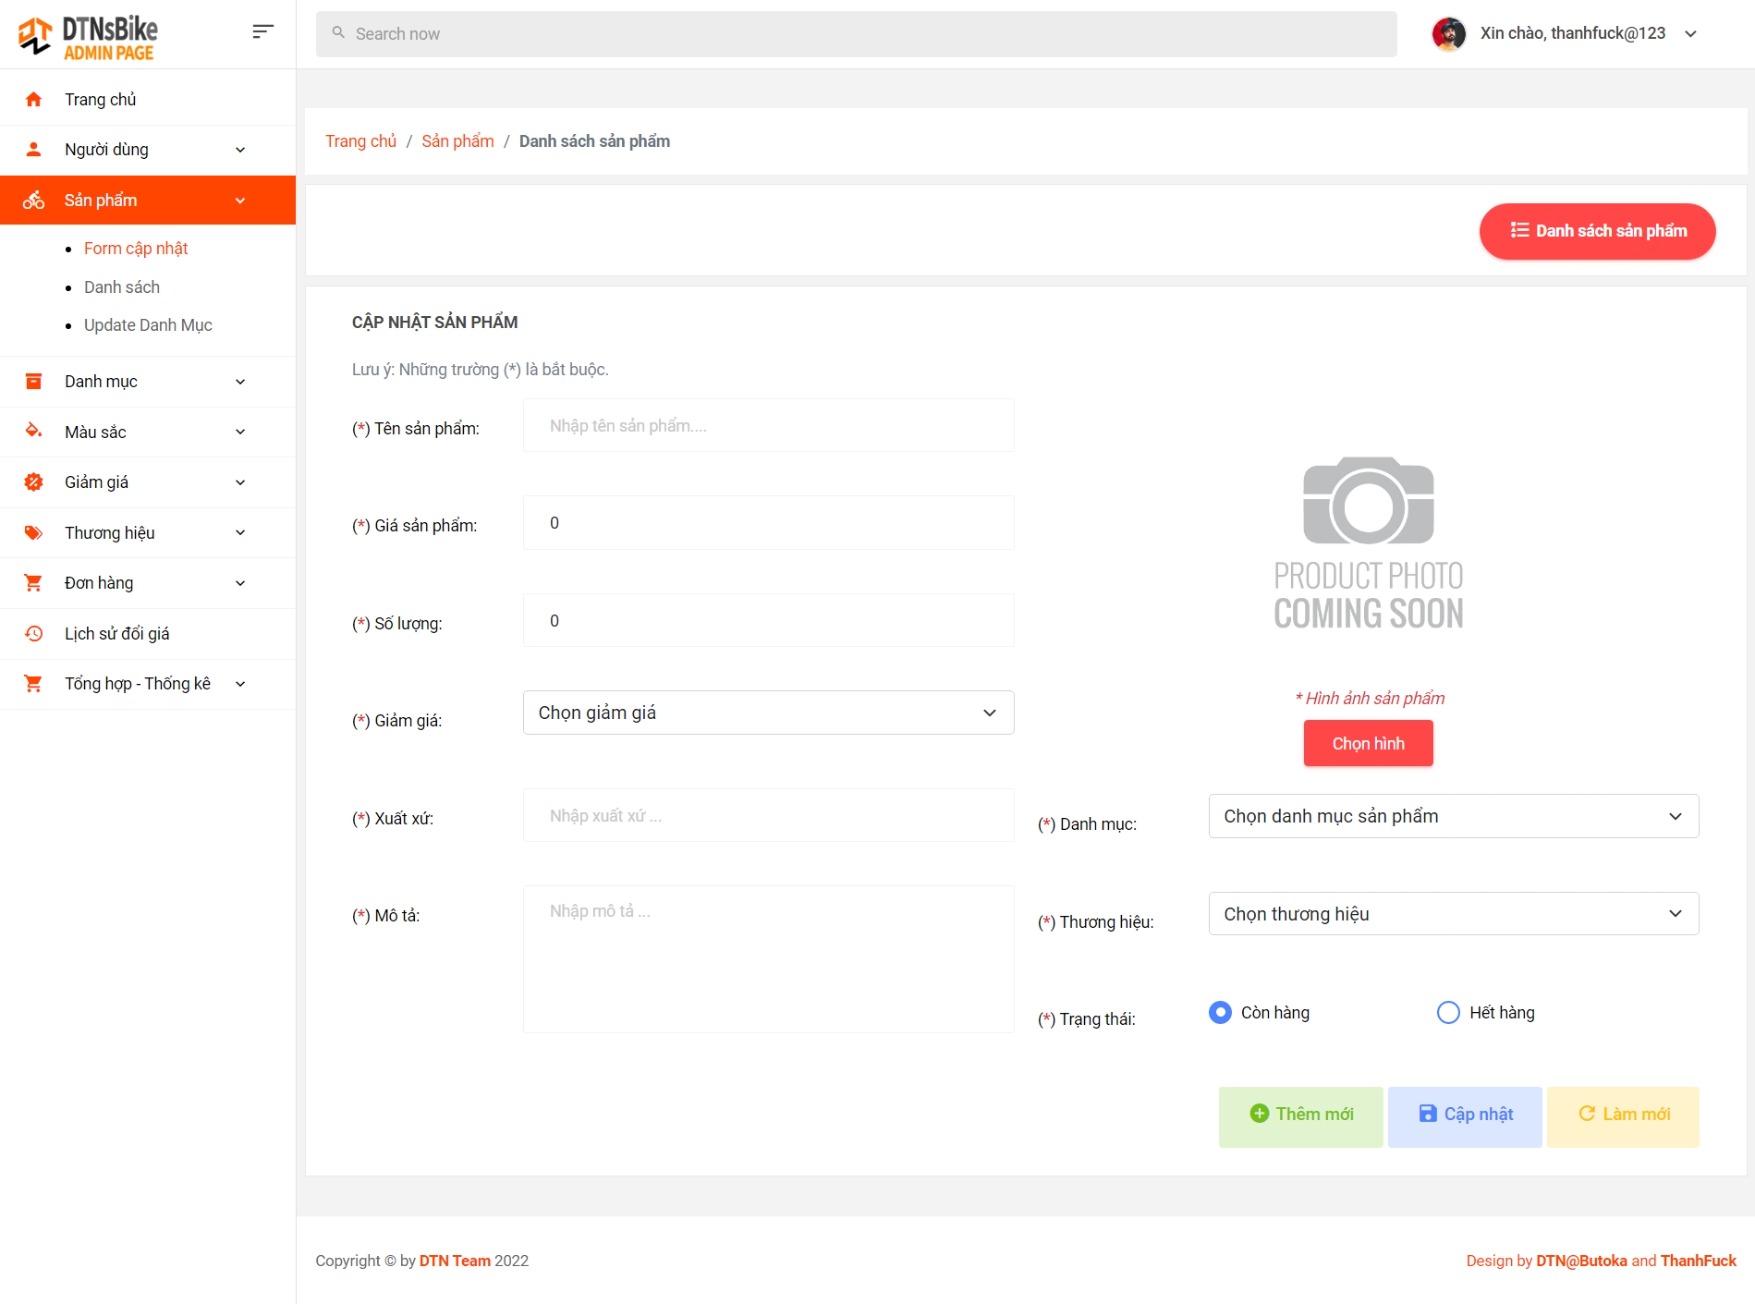 DTNsBike
ADMIN PAGE
Search now
Xin chào, thanhfuck@123
Trang chủ
Người dùng
Sản phẩm
Form cập nhật
Danh sách
Update Danh Mục
Danh mục
Màu sắc
Giảm giá
Thương hiệu
Đơn hàng
Lịch sử đổi giá
Tổng hợp - Thống kê
Trang chủ / Sản phẩm / Danh sách sản phẩm
Danh sách sản phẩm
CẬP NHẬT SẢN PHẨM
Lưu ý: Những trường (*) là bắt buộc.
(*) Tên sản phẩm:
Nhập tên sản phẩm....
(*) Giá sản phẩm:
0
(*) Số lượng:
0
(*) Giảm giá:
Chọn giảm giá
(*) Xuất xứ:
Nhập xuất xứ ...
(*) Mô tả:
Nhập mô tả ...
PRODUCT PHOTO
COMING SOON
* Hình ảnh sản phẩm
Chọn hình
(*) Danh mục:
Chọn danh mục sản phẩm
(*) Thương hiệu:
Chọn thương hiệu
(*) Trạng thái:
Còn hàng
Hết hàng
Thêm mới
Cập nhật
Làm mới
Copyright © by DTN Team 2022
Design by DTN@Butoka and ThanhFuck